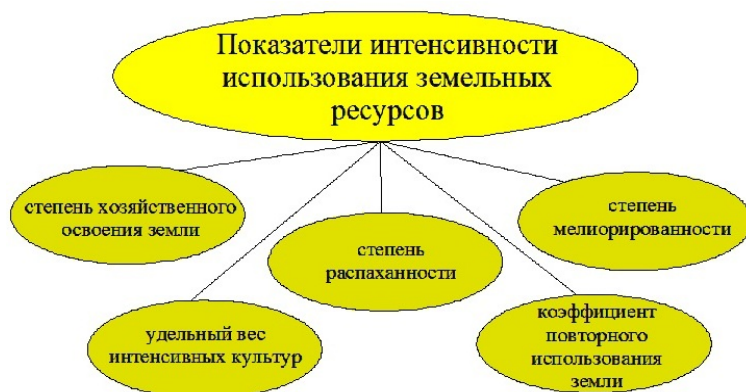 Показатели интенсивности
использования земельных
ресурсов
степень хозяйственного
освоения земли
степень
мелиорированности
степень
распаханности
удельный вес
интенсивных культур
коэффициент
повторного
использования
земли